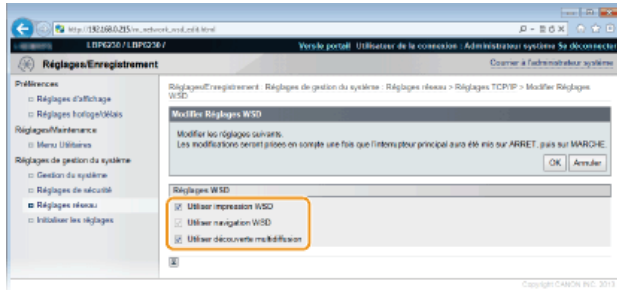 http://192.168.0.215/m_network_wsd_edit.html
LBP6230 / LBP6230 /
Vers le portail Utilisateur de la connexion : Administrateur système Se déconnecter
Réglages/Enregistrement
Courrier à l'administrateur système
Préférences
Réglages d'affichage
Réglages horloge/délais
Réglages/Maintenance
Menu Utilitaires
Réglages de gestion du système
Gestion du système
Réglages de sécurité
Réglages réseau
Initialiser les réglages
Réglages/Enregistrement : Réglages de gestion du système : Réglages réseau > Réglages TCP/IP > Modifier Réglages
WSD
Modifier Réglages WSD
Modifier les réglages suivants.
Les modifications seront prises en compte une fois que l'interrupteur principal aura été mis sur ARRET, puis sur MARCHE.
OK Annuler
Réglages WSD
Utiliser impression WSD
Utiliser navigation WSD
Utiliser découverte multidiffusion
Copyright CANON INC. 2013